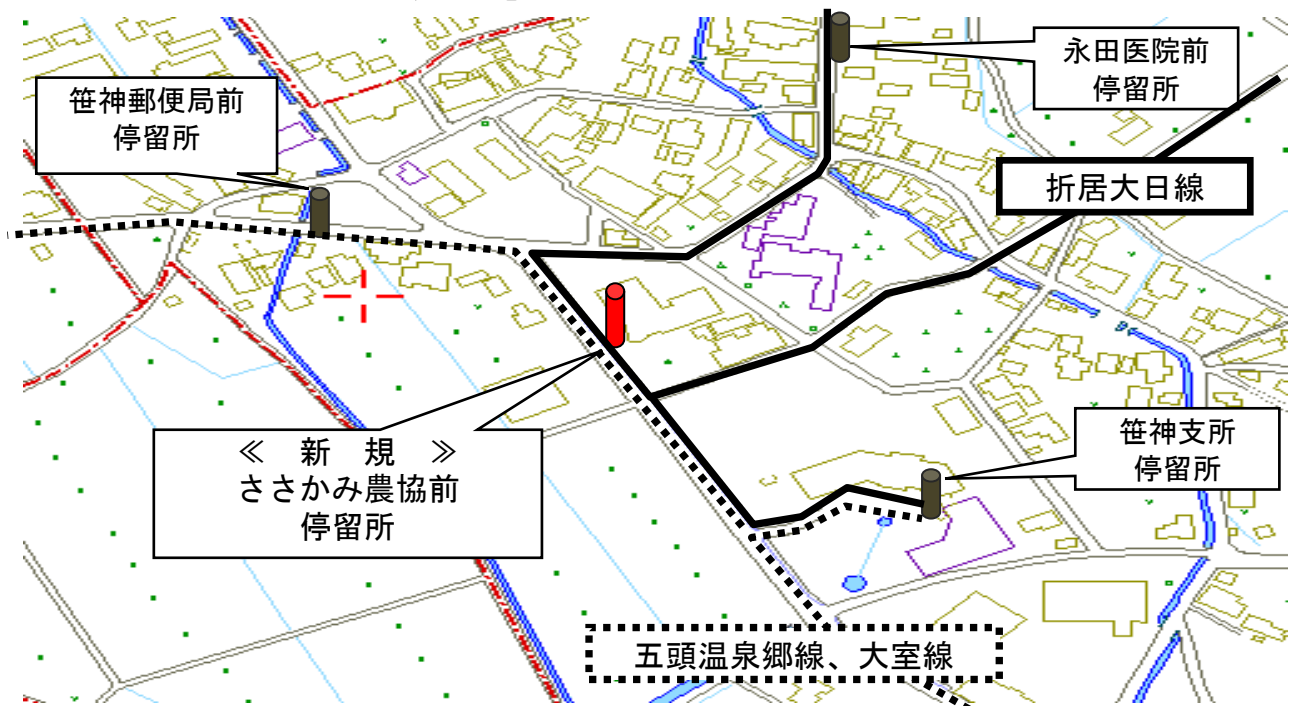 永田医院前
停留所
笹神郵便局前
停留所
折居大日線
≪　新　規　≫
ささかみ農協前
停留所
笹神支所
停留所
五頭温泉郷線、大室線